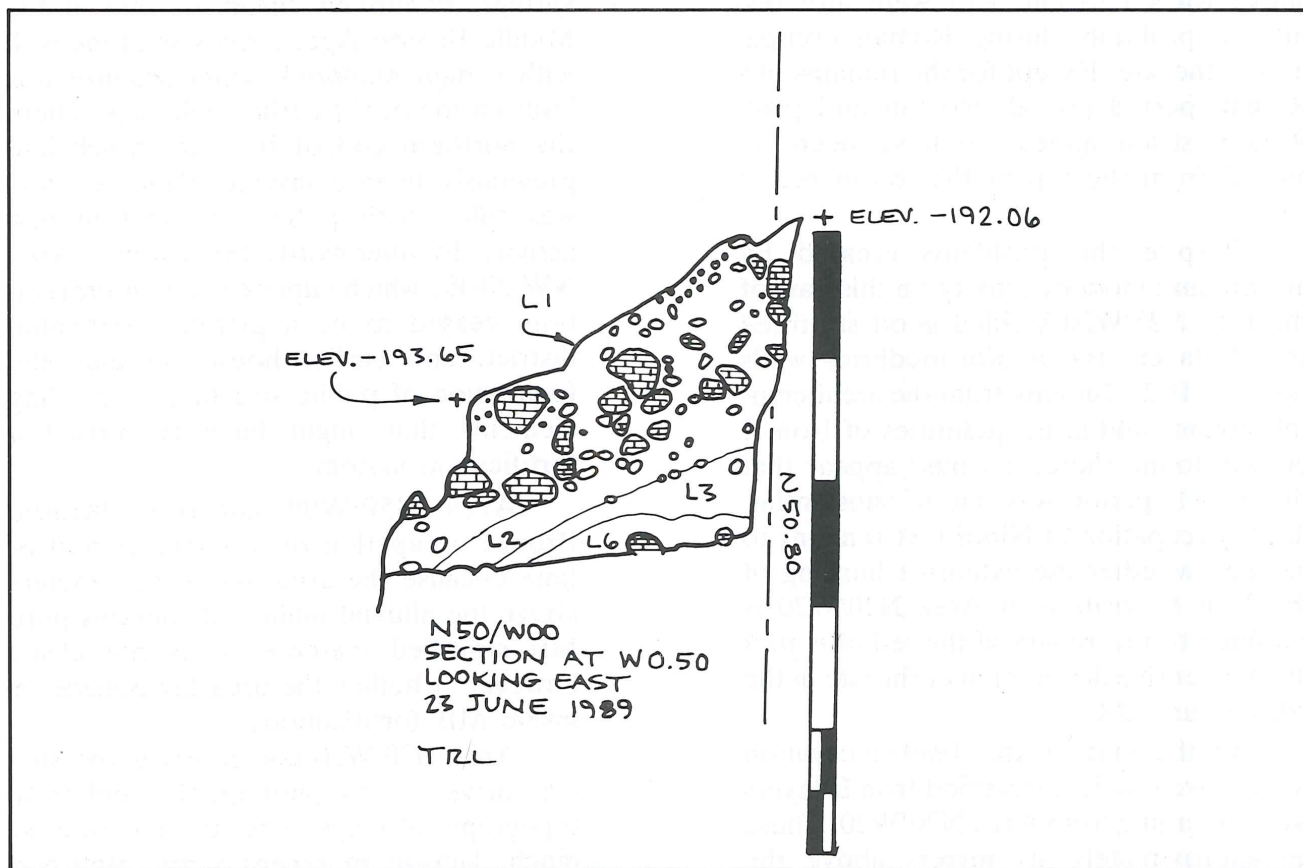 + ELEV. -192.06
L1
ELEV. -193.65
+
L3
L2
L6
N 50.80
N50/W00
SECTION AT W0.50
LOOKING EAST
23 JUNE 1989
TRL